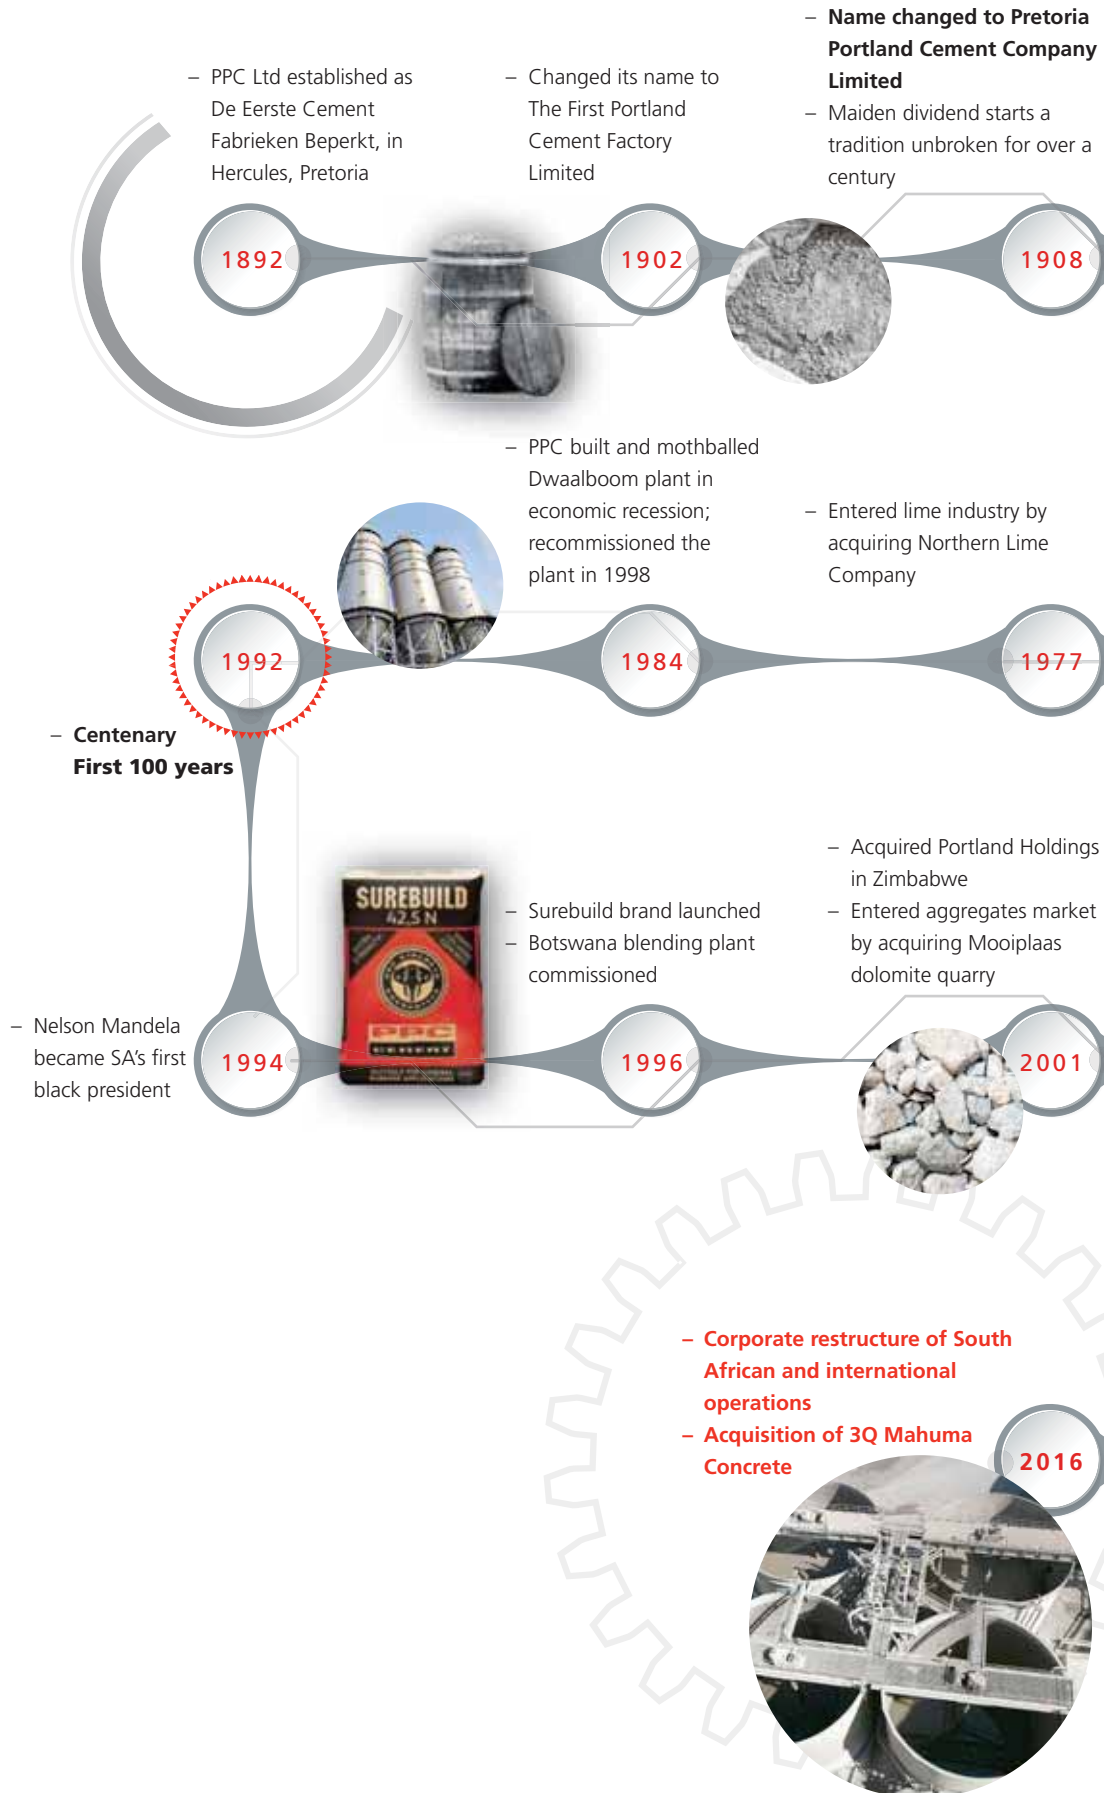 – PPC Ltd established as
De Eerste Cement
Fabrieken Beperkt, in
Hercules, Pretoria
1892
– Changed its name to
The First Portland
Cement Factory
Limited
1902
– Name changed to Pretoria
Portland Cement Company
Limited
– Maiden dividend starts a
tradition unbroken for over a
century
1908
– Entered lime industry by
acquiring Northern Lime
Company
1977
– PPC built and mothballed
Dwaalboom plant in
economic recession;
recommissioned the
plant in 1998
1984
1992
– Centenary
First 100 years
– Nelson Mandela
became SA’s first
black president
1994
SUREBUILD
42,5 N
PPC
CEMENT
– Surebuild brand launched
– Botswana blending plant
commissioned
1996
– Acquired Portland Holdings
in Zimbabwe
– Entered aggregates market
by acquiring Mooiplaas
dolomite quarry
2001
– Corporate restructure of South
African and international
operations
– Acquisition of 3Q Mahuma
Concrete
2016